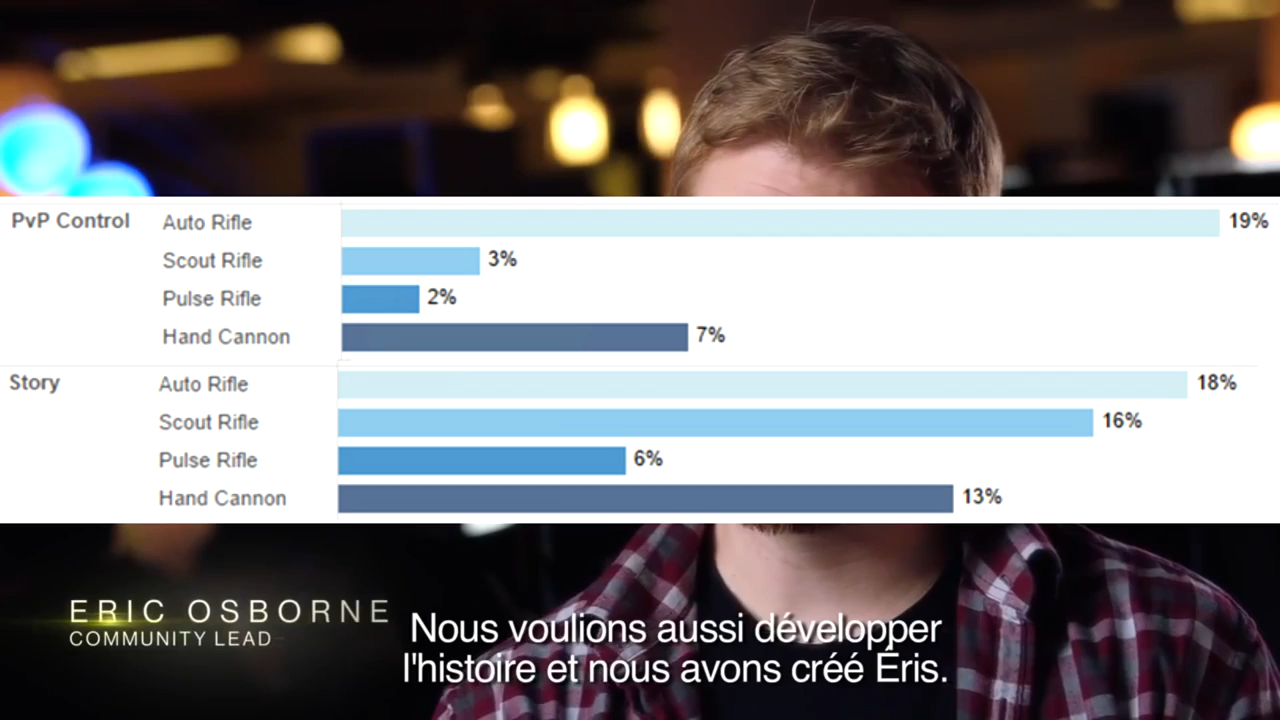 PvP Control
Auto Rifle 19%
Scout Rifle 3%
Pulse Rifle 2%
Hand Cannon 7%
Story
Auto Rifle 18%
Scout Rifle 16%
Pulse Rifle 6%
Hand Cannon 13%
ERIC OSBORNE
COMMUNITY LEAD
Nous voulions aussi développer
l'histoire et nous avons créé Éris.